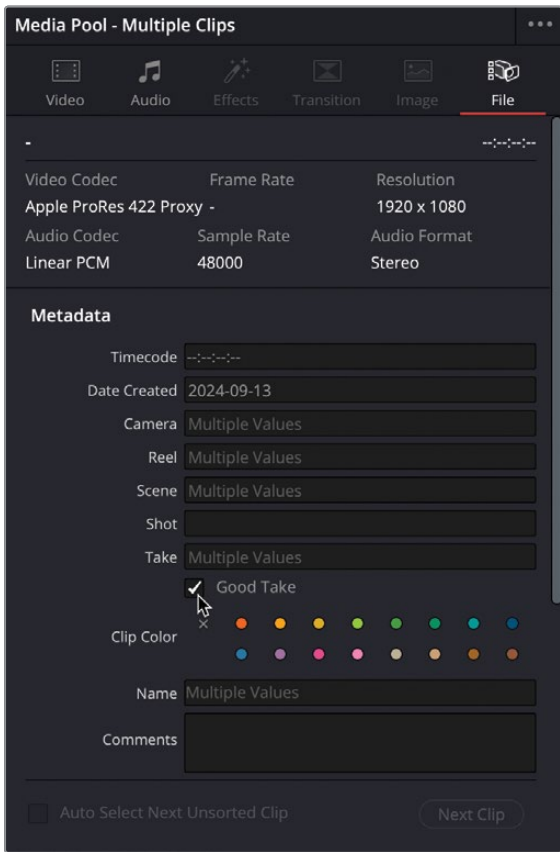 Media Pool - Multiple Clips
Video Audio Effects Transition Image File
- --:--:--:--
Video Codec Frame Rate Resolution
Apple ProRes 422 Proxy - 1920 x 1080
Audio Codec Sample Rate Audio Format
Linear PCM 48000 Stereo
Metadata
Timecode --:--:--:--
Date Created 2024-09-13
Camera Multiple Values
Reel Multiple Values
Scene Multiple Values
Shot
Take Multiple Values
Good Take
Clip Color
Name Multiple Values
Comments
Auto Select Next Unsorted Clip Next Clip